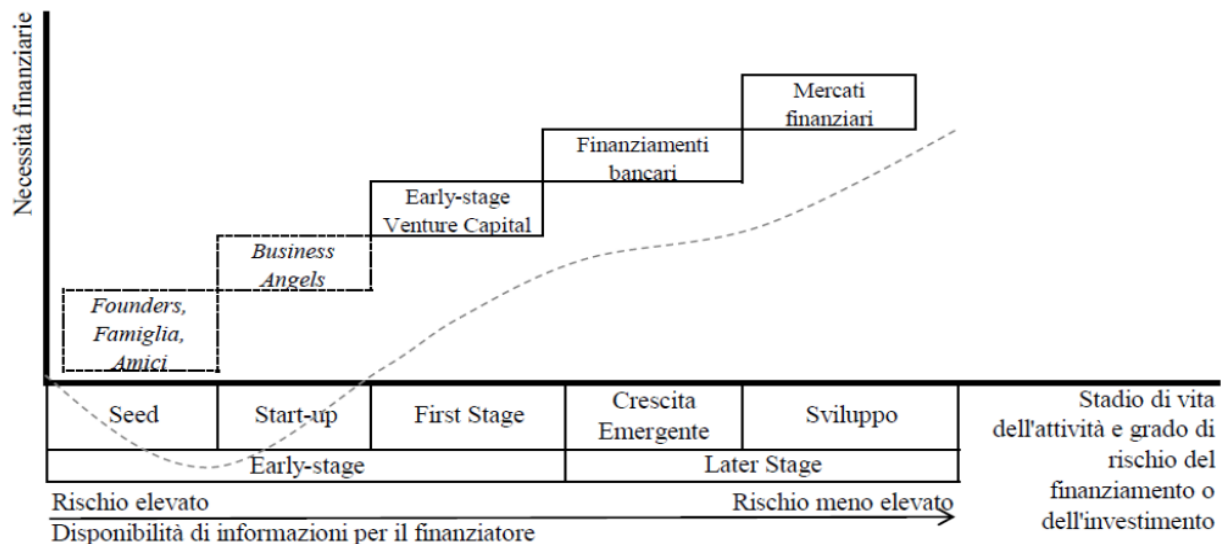 Necessità finanziarie
Mercati
finanziari
Finanziamenti
bancari
Early-stage
Venture Capital
Business
Angels
Founders,
Famiglia,
Amici
Seed
Start-up
First Stage
Crescita
Emergente
Sviluppo
Early-stage
Later Stage
Rischio elevato
Rischio meno elevato
Disponibilità di informazioni per il finanziatore
Stadio di vita
dell'attività e grado di
rischio del
finanziamento o
dell'investimento